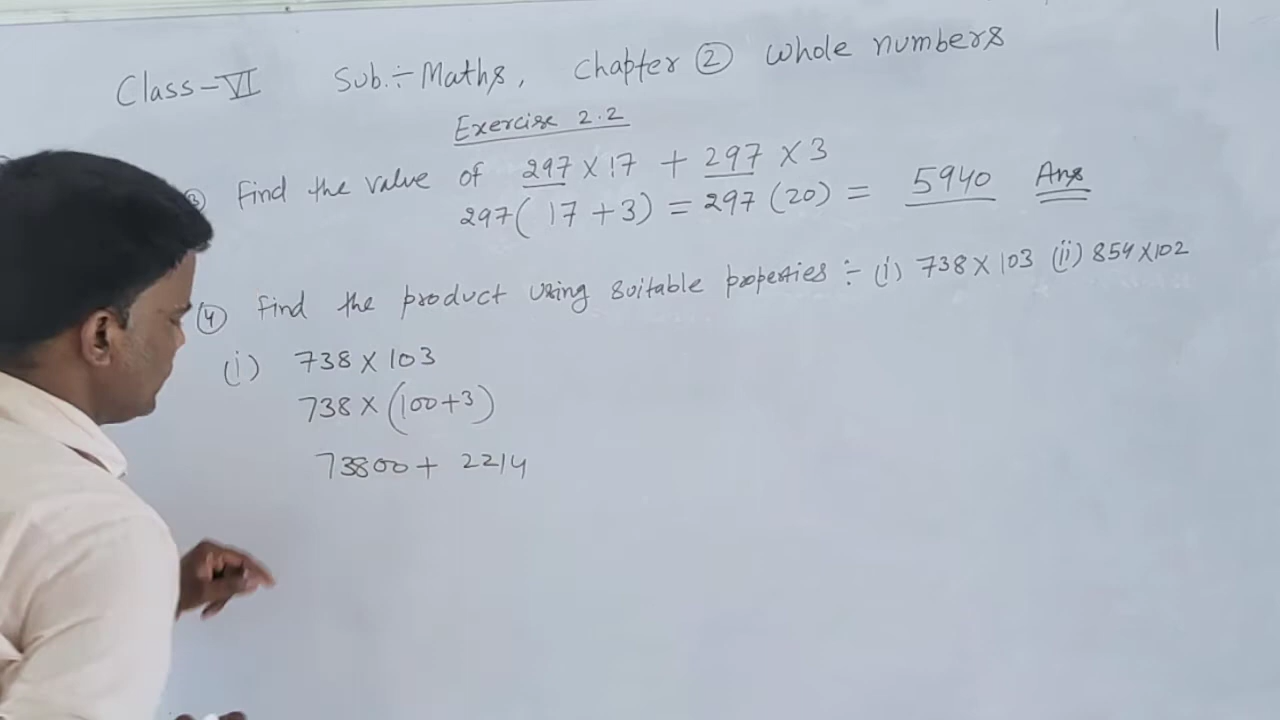 Class-VI Sub.÷Maths, Chapter ② Whole numbers
Exercise 2.2
③ Find the value of 297×17 + 297×3
297(17+3) = 297(20) = 5940 Ans
④ Find the product using suitable properties ÷ (i) 738×103 (ii) 854×102
(i) 738×103
738×(100+3)
73800+ 2214